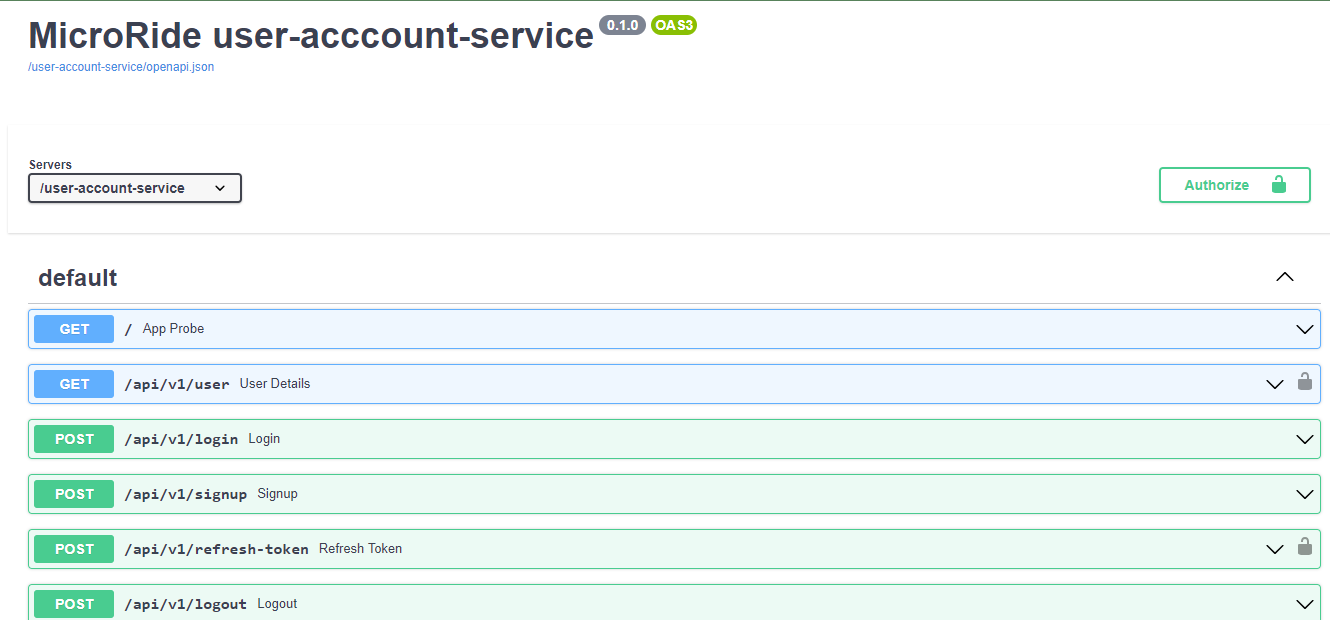 MicroRide user-acccount-service 0.1.0 OAS3
/user-account-service/openapi.json
Servers
/user-account-service
Authorize
default
GET / App Probe
GET /api/v1/user User Details
POST /api/v1/login Login
POST /api/v1/signup Signup
POST /api/v1/refresh-token Refresh Token
POST /api/v1/logout Logout